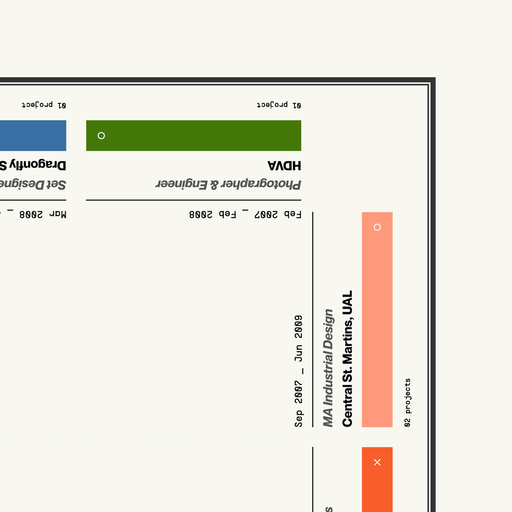 01 project
Dragonfly S
Set Designe
Mar 2008 —
01 project
HDVA
Photographer & Engineer
Feb 2007 — Feb 2008
Sep 2007 — Jun 2009
MA Industrial Design
Central St. Martins, UAL
02 projects